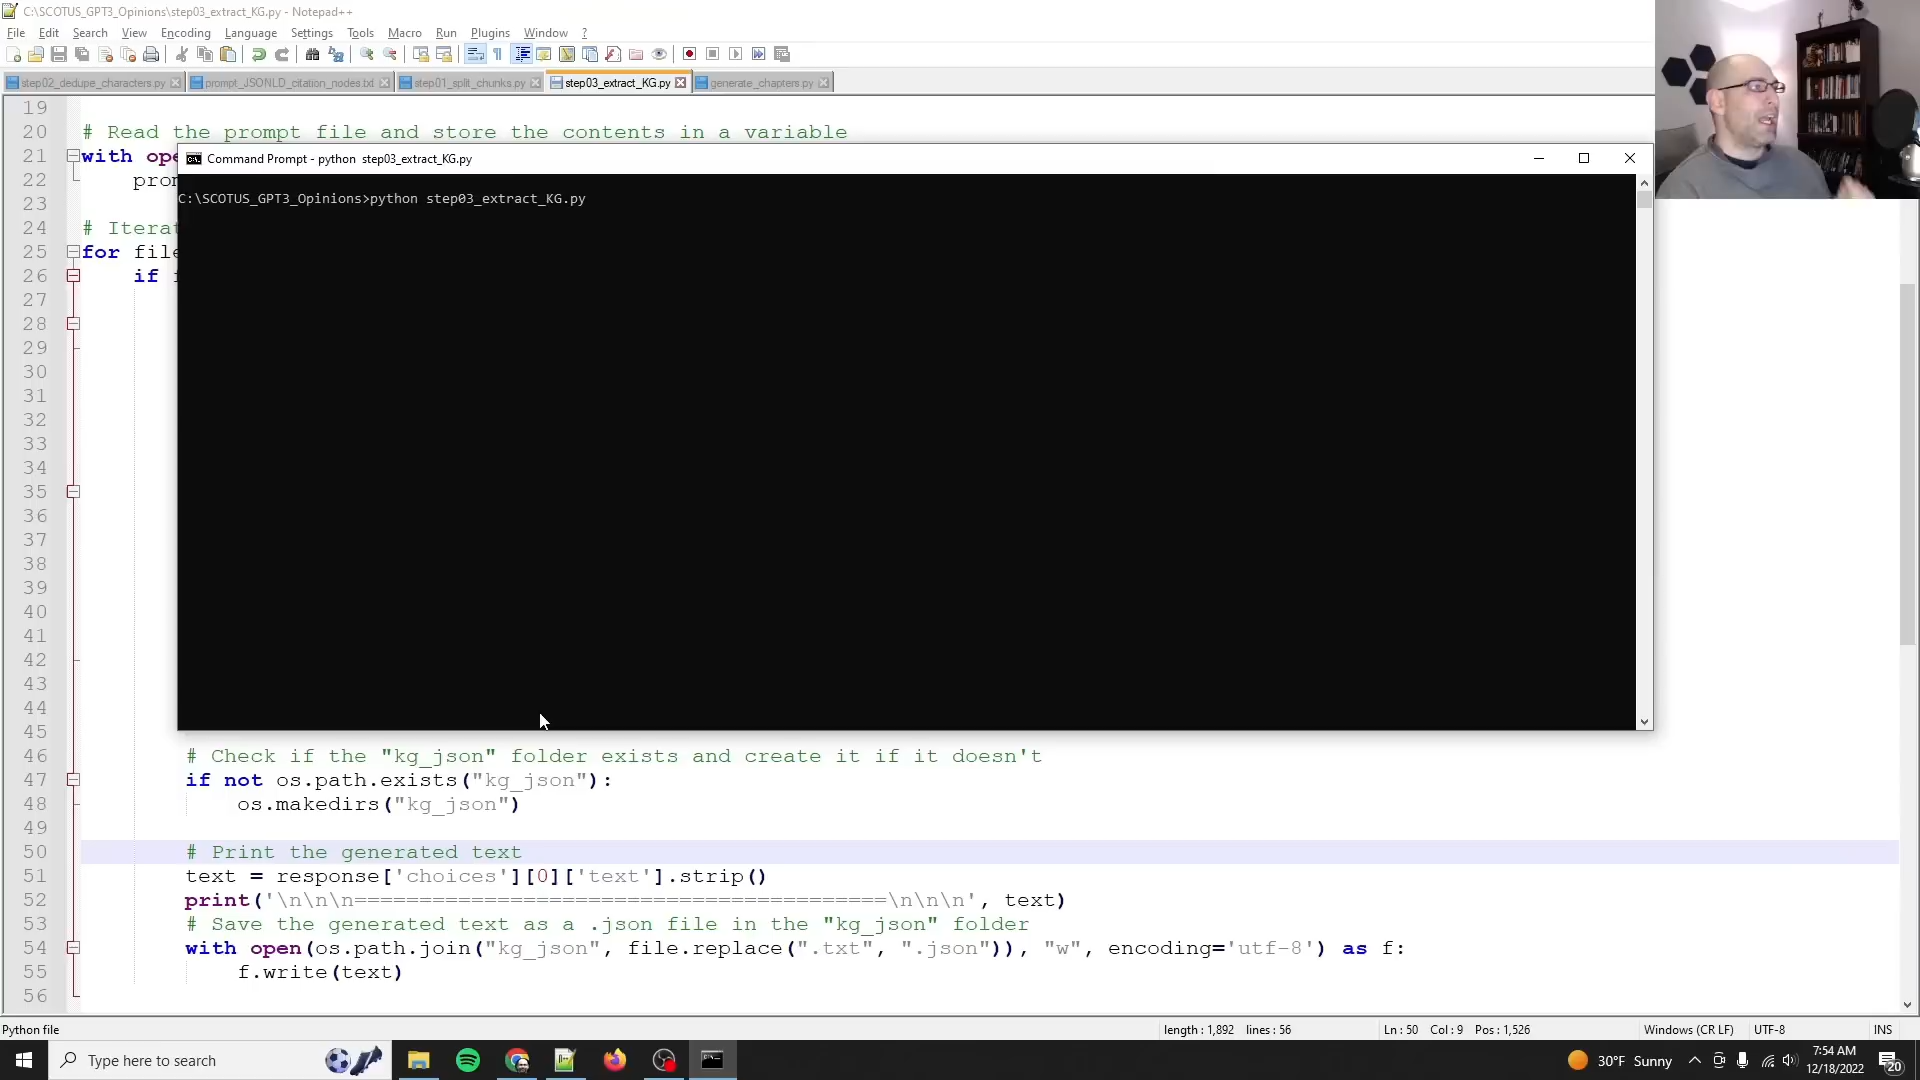 C:\SCOTUS_GPT3_Opinions\step03_extract_KG.py - Notepad++
File Edit Search View Encoding Language Settings Tools Macro Run Plugins Window ?
step02_dedupe_characters.py prompt_JSONLD_citation_nodes.txt step01_split_chunks.py step03_extract_KG.py generate_chapters.py
19
20 # Read the prompt file and store the contents in a variable
21 with ope
Command Prompt - python step03_extract_KG.py
22 pron
C:\SCOTUS_GPT3_Opinions>python step03_extract_KG.py
23
24 # Iterat
25 for file
26 if f
27
28
29
30
31
32
33
34
35
36
37
38
39
40
41
42
43
44
45
46 # Check if the "kg_json" folder exists and create it if it doesn't
47 if not os.path.exists("kg_json"):
48 os.makedirs("kg_json")
49
50 # Print the generated text
51 text = response['choices'][0]['text'].strip()
52 print('\n\n\n=========================================\n\n\n', text)
53 # Save the generated text as a .json file in the "kg_json" folder
54 with open(os.path.join("kg_json", file.replace(".txt", ".json")), "w", encoding='utf-8') as f:
55 f.write(text)
56
Python file length : 1,892 lines : 56 Ln : 50 Col : 9 Pos : 1,526 Windows (CR LF) UTF-8 INS
Type here to search 30°F Sunny 7:54 AM
12/18/2022 20